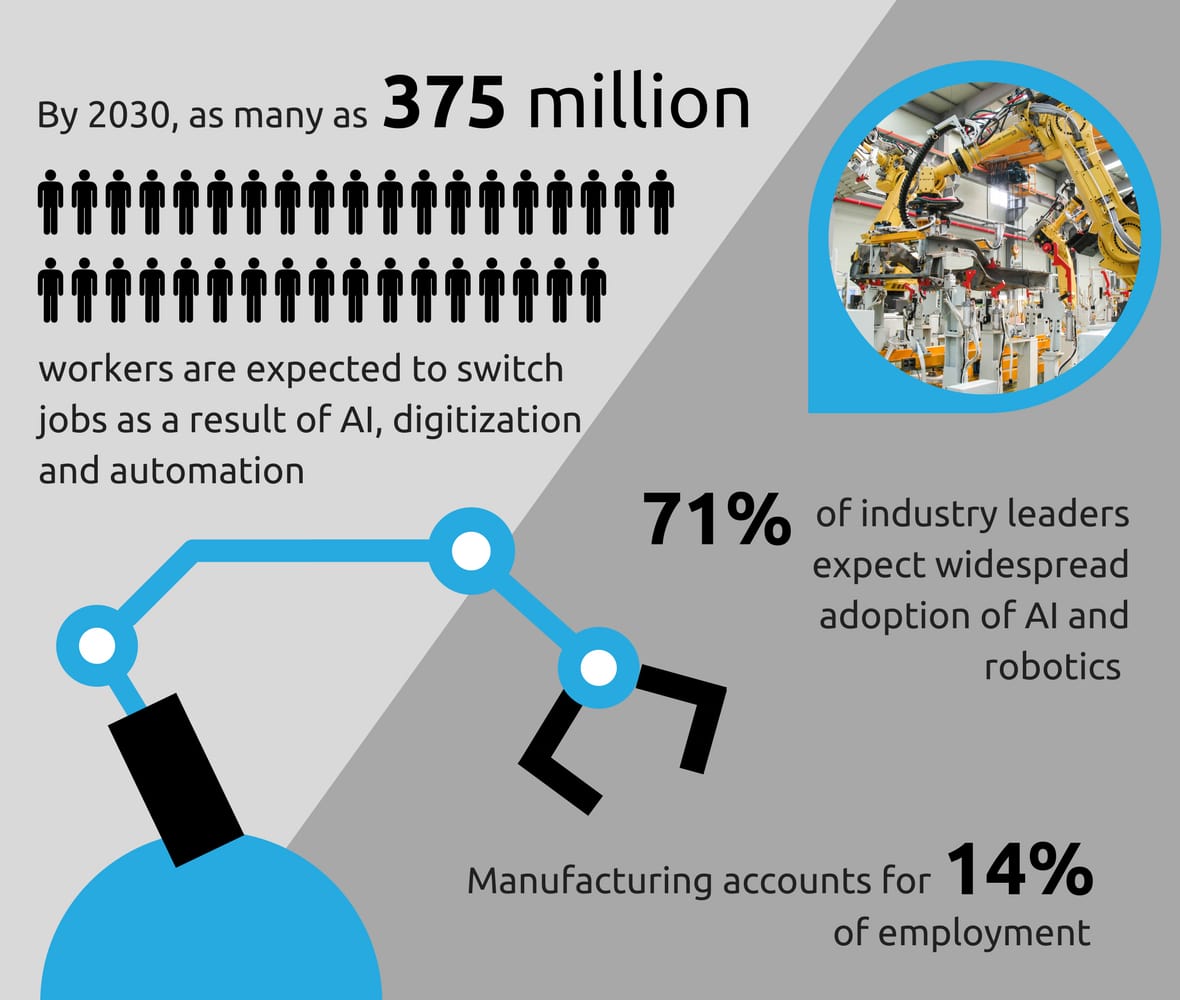 By 2030, as many as 375 million
workers are expected to switch
jobs as a result of AI, digitization
and automation
71% of industry leaders
expect widespread
adoption of AI and
robotics
Manufacturing accounts for 14%
of employment